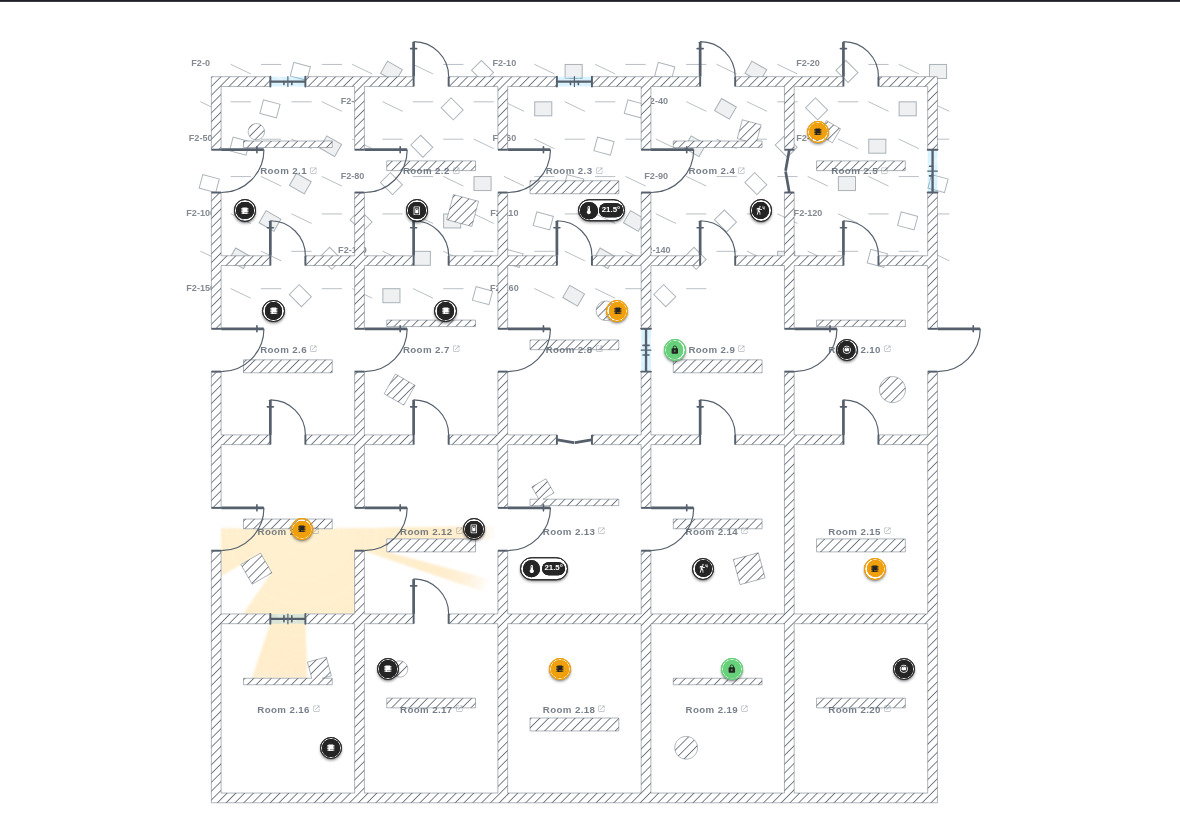 F2-0
F2-10
F2-20
F2-40
F2-50
F2-80
F2-90
F2-120
Room 2.1
Room 2.2
Room 2.3
Room 2.4
Room 2.5
21.5°
Room 2.6
Room 2.7
Room 2.8
Room 2.9
2.10
Room
Room 2.12
Room 2.13
Room 2.14
Room 2.15
21.5°
Room 2.16
Room 2.17
Room 2.18
Room 2.19
Room 2.20